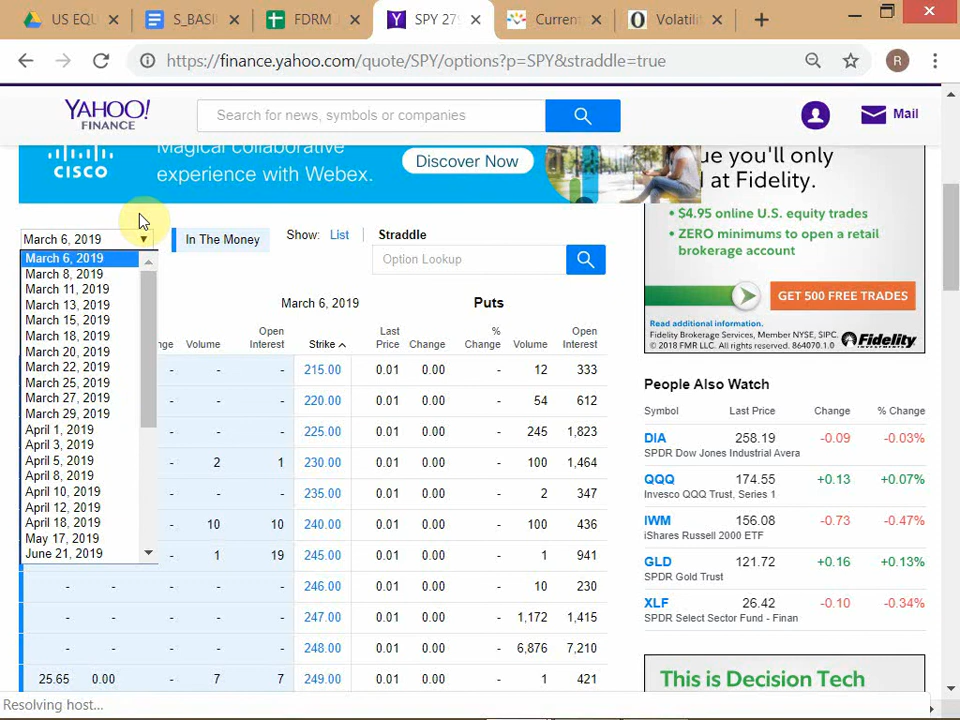 US EQU
S_BASI
FDRM
SPY 279
Current
Volatili
https://finance.yahoo.com/quote/SPY/options?p=SPY&straddle=true
R
YAHOO!
FINANCE
Search for news, symbols or companies
Mail
CISCO
Magical collaborative
experience with Webex.
Discover Now
ue you'll only
d at Fidelity.
$4.95 online U.S. equity trades
ZERO minimums to open a retail
brokerage account
GET 500 FREE TRADES
Read additional information.
Fidelity Brokerage Services, Member NYSE, SIPC.
© 2018 FMR LLC. All rights reserved. 864070.1.0
Fidelity
March 6, 2019
In The Money
Show: List
Straddle
Option Lookup
March 6, 2019
March 8, 2019
March 11, 2019
March 13, 2019
March 15, 2019
March 18, 2019
March 20, 2019
March 22, 2019
March 25, 2019
March 27, 2019
March 29, 2019
April 1, 2019
April 3, 2019
April 5, 2019
April 8, 2019
April 10, 2019
April 12, 2019
April 18, 2019
May 17, 2019
June 21, 2019
March 6, 2019 Puts
nge Volume Open Interest Strike Last Price Change % Change Volume Open Interest
- - - 215.00 0.01 0.00 - 12 333
- - - 220.00 0.01 0.00 - 54 612
- - - 225.00 0.01 0.00 - 245 1,823
- 2 1 230.00 0.01 0.00 - 100 1,464
- - - 235.00 0.01 0.00 - 2 347
- 10 10 240.00 0.01 0.00 - 100 436
- 1 19 245.00 0.01 0.00 - 1 941
- - - - - 246.00 0.01 0.00 - 10 230
- - - - - 247.00 0.01 0.00 - 1,172 1,415
- - - - - 248.00 0.01 0.00 - 6,876 7,210
25.65 0.00 - 7 7 249.00 0.01 0.00 - 1 421
People Also Watch
Symbol Last Price Change % Change
DIA 258.19 -0.09 -0.03%
SPDR Dow Jones Industrial Avera
QQQ 174.55 +0.13 +0.07%
Invesco QQQ Trust, Series 1
IWM 156.08 -0.73 -0.47%
iShares Russell 2000 ETF
GLD 121.72 +0.16 +0.13%
SPDR Gold Trust
XLF 26.42 -0.10 -0.34%
SPDR Select Sector Fund - Finan
This is Decision Tech
Resolving host...